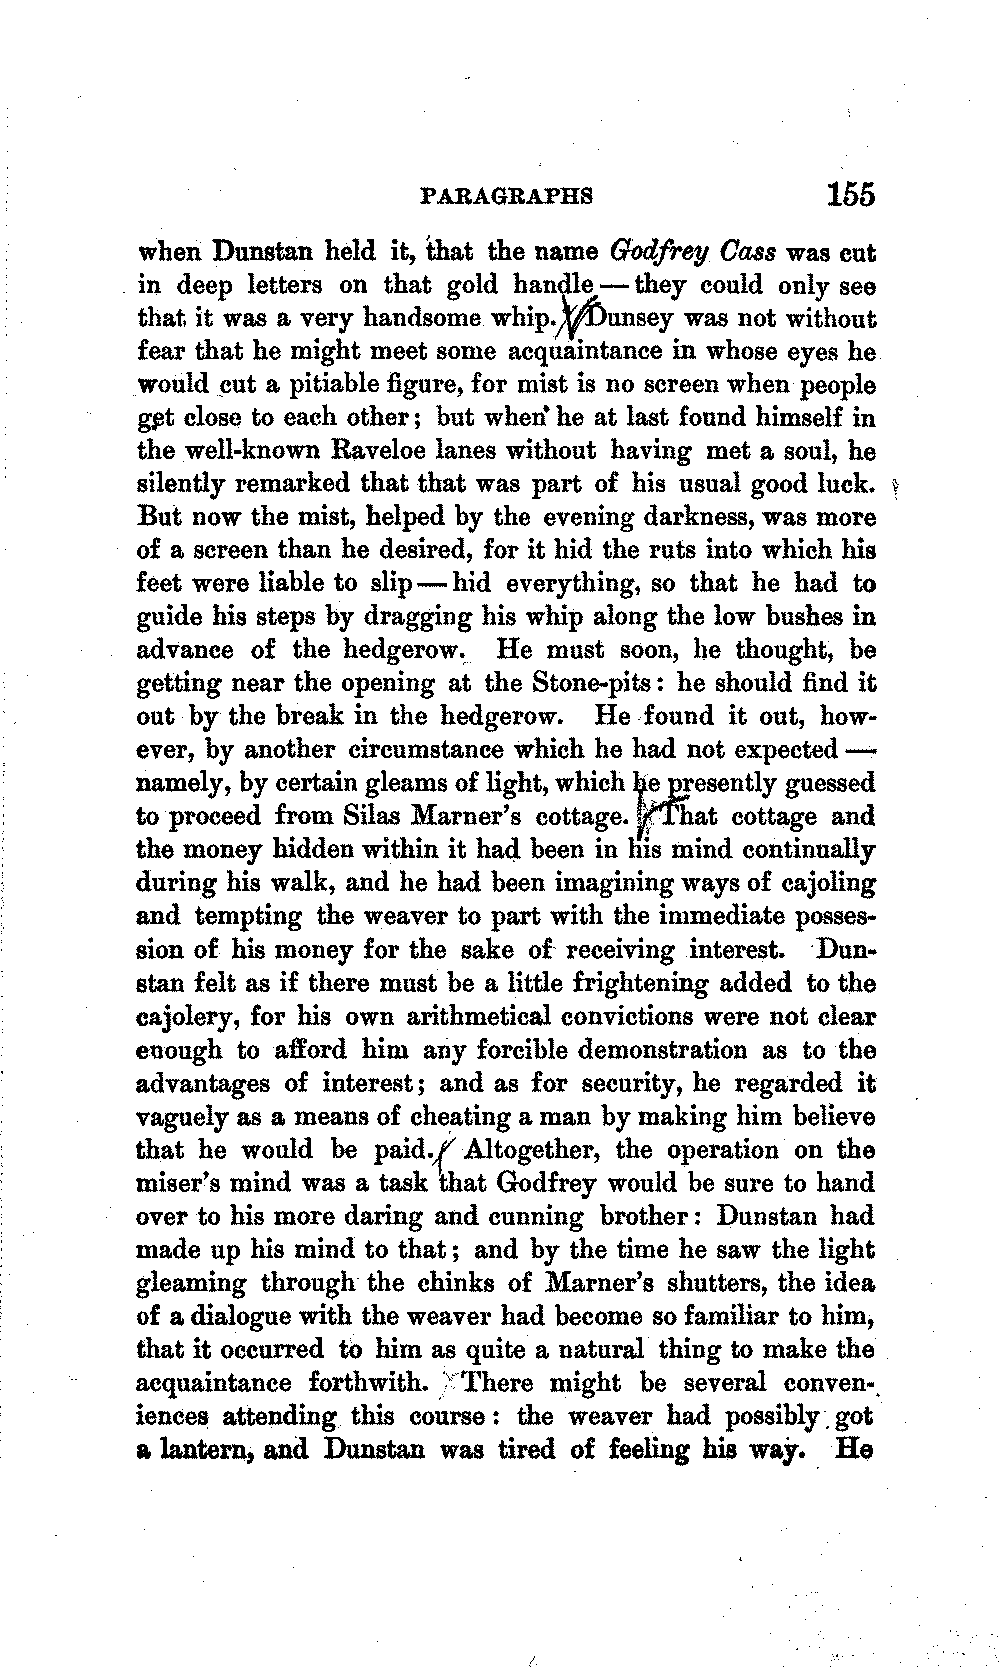 PARAGRAPHS 155
when Dunstan held it, that the name Godfrey Cass was cut
in deep letters on that gold handle — they could only see
that it was a very handsome whip. Dunsey was not without
fear that he might meet some acquaintance in whose eyes he
would cut a pitiable figure, for mist is no screen when people
get close to each other; but when he at last found himself in
the well-known Raveloe lanes without having met a soul, he
silently remarked that that was part of his usual good luck.
But now the mist, helped by the evening darkness, was more
of a screen than he desired, for it hid the ruts into which his
feet were liable to slip — hid everything, so that he had to
guide his steps by dragging his whip along the low bushes in
advance of the hedgerow. He must soon, he thought, be
getting near the opening at the Stone-pits: he should find it
out by the break in the hedgerow. He found it out, how-
ever, by another circumstance which he had not expected —
namely, by certain gleams of light, which he presently guessed
to proceed from Silas Marner's cottage. That cottage and
the money hidden within it had been in his mind continually
during his walk, and he had been imagining ways of cajoling
and tempting the weaver to part with the immediate posses-
sion of his money for the sake of receiving interest. Dun-
stan felt as if there must be a little frightening added to the
cajolery, for his own arithmetical convictions were not clear
enough to afford him any forcible demonstration as to the
advantages of interest; and as for security, he regarded it
vaguely as a means of cheating a man by making him believe
that he would be paid. Altogether, the operation on the
miser's mind was a task that Godfrey would be sure to hand
over to his more daring and cunning brother: Dunstan had
made up his mind to that; and by the time he saw the light
gleaming through the chinks of Marner's shutters, the idea
of a dialogue with the weaver had become so familiar to him,
that it occurred to him as quite a natural thing to make the
acquaintance forthwith. There might be several conven-
iences attending this course: the weaver had possibly got
a lantern, and Dunstan was tired of feeling his way. He